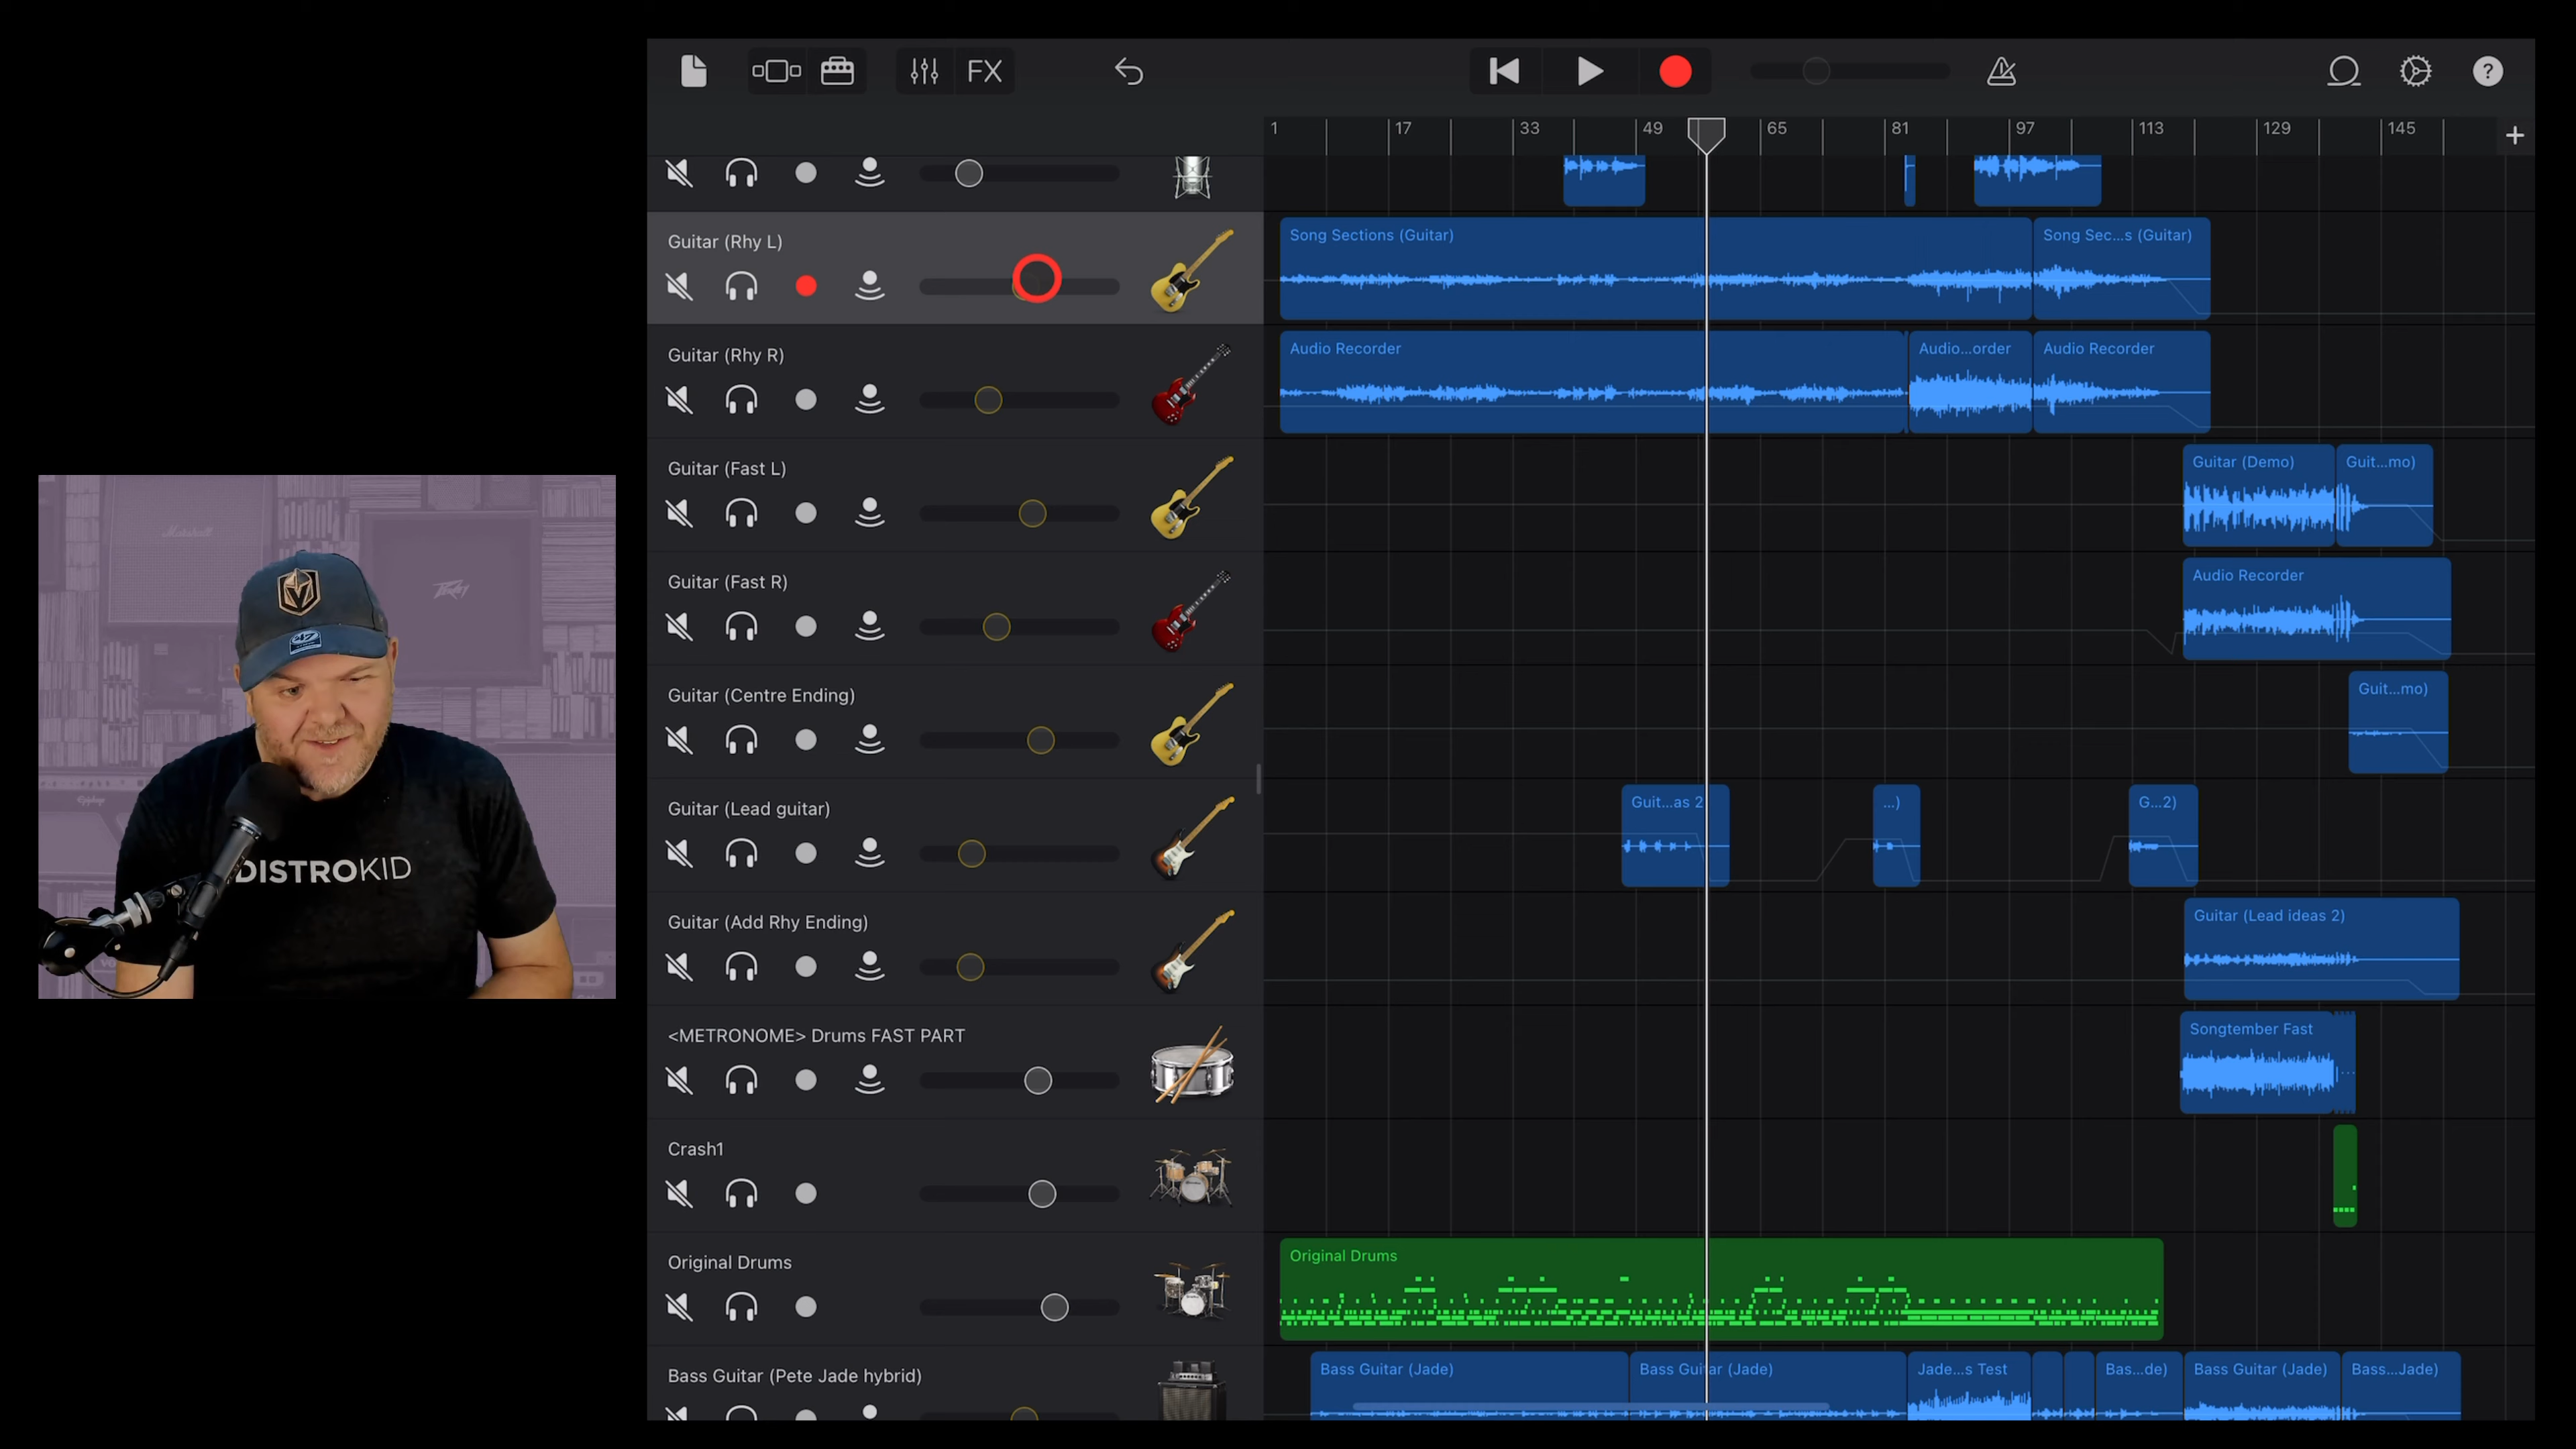 FX
1 17 33 49 65 81 97 113 129 145
Guitar (Rhy L)
Song Sections (Guitar)
Song Sec...s (Guitar)
Guitar (Rhy R)
Audio Recorder
Audio...order
Audio Recorder
Guitar (Fast L)
Guitar (Demo)
Guit...mo)
Guitar (Fast R)
Audio Recorder
Guitar (Centre Ending)
Guit...mo)
Guitar (Lead guitar)
Guit...as 2
...)
G...2)
Guitar (Add Rhy Ending)
Guitar (Lead ideas 2)
<METRONOME> Drums FAST PART
Songtember Fast
Crash1
Original Drums
Original Drums
Bass Guitar (Pete Jade hybrid)
Bass Guitar (Jade)
Bass Guitar (Jade)
Jade...s Test
Bas...de)
Bass Guitar (Jade)
Bass...Jade)
Marshall
PEAVEY
Epiphone
47
DISTROKID